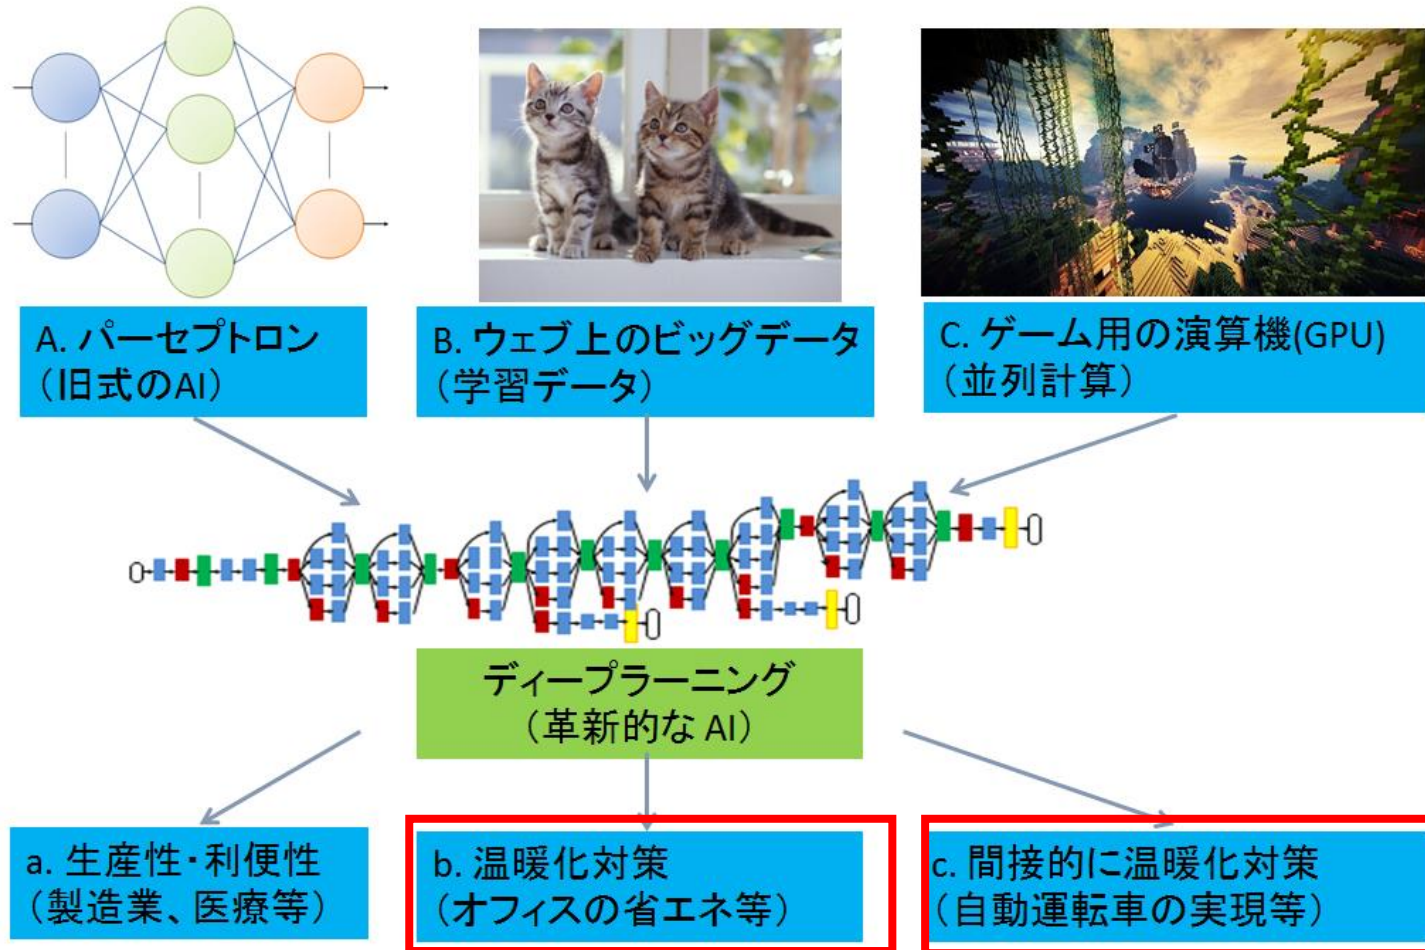 A. パーセプトロン
（旧式のAI）
B. ウェブ上のビッグデータ
（学習データ）
C. ゲーム用の演算機(GPU)
（並列計算）
ディープラーニング
（革新的な AI）
a. 生産性・利便性
（製造業、医療等）
b. 温暖化対策
（オフィスの省エネ等）
c. 間接的に温暖化対策
（自動運転車の実現等）